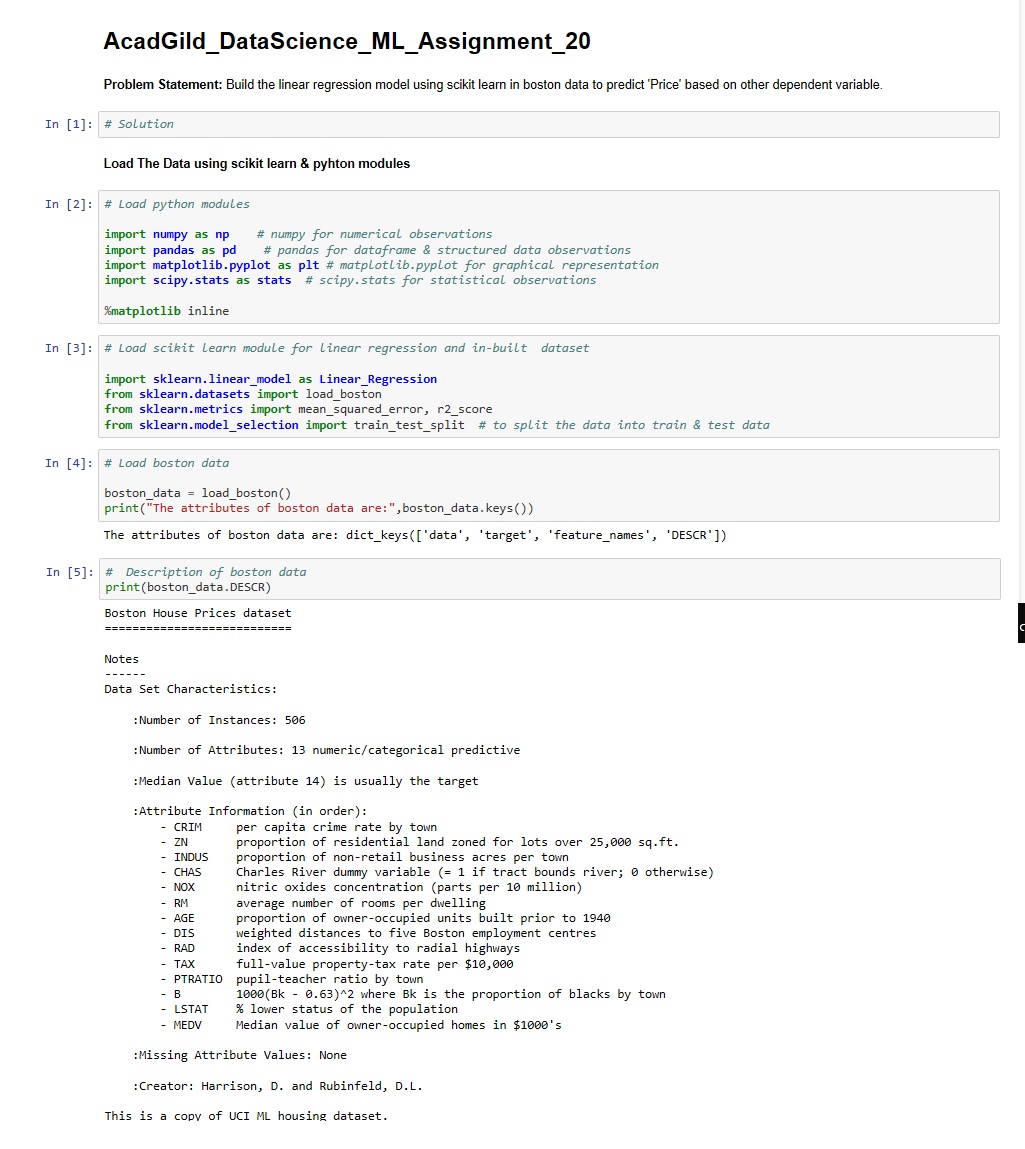 AcadGild_DataScience_ML_Assignment_20
Problem Statement: Build the linear regression model using scikit learn in boston data to predict 'Price' based on other dependent variable.
In [1]: # Solution
Load The Data using scikit learn & pyhton modules
In [2]: # Load python modules
import numpy as np    # numpy for numerical observations
import pandas as pd    # pandas for dataframe & structured data observations
import matplotlib.pyplot as plt # matplotlib.pyplot for graphical representation
import scipy.stats as stats  # scipy.stats for statistical observations
%matplotlib inline
In [3]: # Load scikit learn module for linear regression and in-built  dataset
import sklearn.linear_model as Linear_Regression
from sklearn.datasets import load_boston
from sklearn.metrics import mean_squared_error, r2_score
from sklearn.model_selection import train_test_split  # to split the data into train & test data
In [4]: # Load boston data
boston_data = load_boston()
print("The attributes of boston data are:",boston_data.keys())
The attributes of boston data are: dict_keys(['data', 'target', 'feature_names', 'DESCR'])
In [5]: #  Description of boston data
print(boston_data.DESCR)
Boston House Prices dataset
===========================
Notes
------
Data Set Characteristics:
:Number of Instances: 506
:Number of Attributes: 13 numeric/categorical predictive
:Median Value (attribute 14) is usually the target
:Attribute Information (in order):
- CRIM     per capita crime rate by town
- ZN       proportion of residential land zoned for lots over 25,000 sq.ft.
- INDUS    proportion of non-retail business acres per town
- CHAS     Charles River dummy variable (= 1 if tract bounds river; 0 otherwise)
- NOX      nitric oxides concentration (parts per 10 million)
- RM       average number of rooms per dwelling
- AGE      proportion of owner-occupied units built prior to 1940
- DIS      weighted distances to five Boston employment centres
- RAD      index of accessibility to radial highways
- TAX      full-value property-tax rate per $10,000
- PTRATIO  pupil-teacher ratio by town
- B        1000(Bk - 0.63)^2 where Bk is the proportion of blacks by town
- LSTAT    % lower status of the population
- MEDV     Median value of owner-occupied homes in $1000's
:Missing Attribute Values: None
:Creator: Harrison, D. and Rubinfeld, D.L.
This is a copy of UCI ML housing dataset.